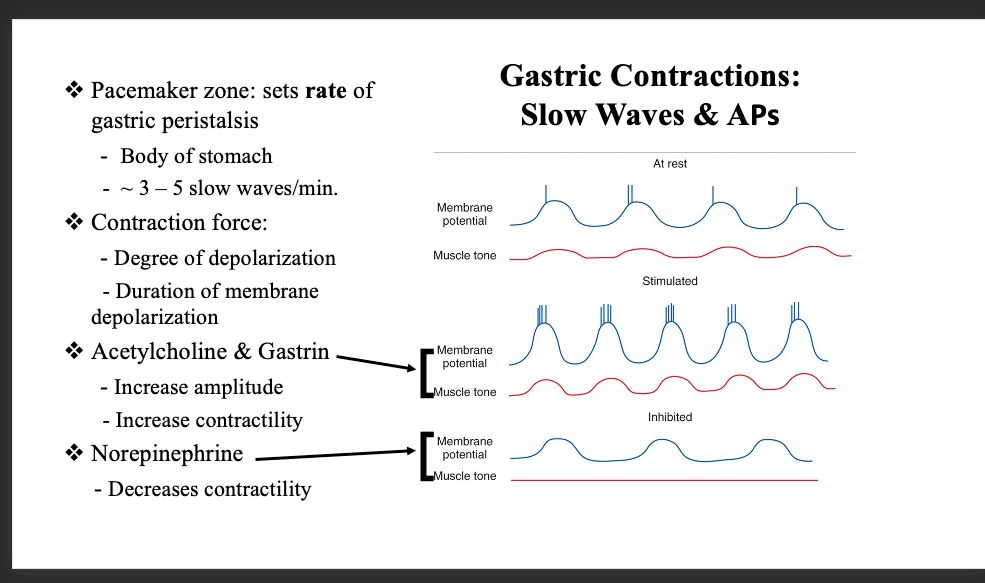 ❖ Pacemaker zone: sets rate of
gastric peristalsis
- Body of stomach
- ~ 3 – 5 slow waves/min.
❖ Contraction force:
- Degree of depolarization
- Duration of membrane
depolarization
❖ Acetylcholine & Gastrin
- Increase amplitude
- Increase contractility
❖ Norepinephrine
- Decreases contractility
Gastric Contractions:
Slow Waves & APs
At rest
Membrane
potential
Muscle tone
Stimulated
Membrane
potential
Muscle tone
Inhibited
Membrane
potential
Muscle tone